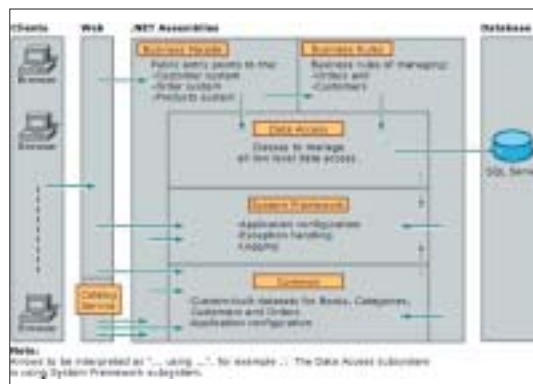 Clients
Web
.NET Assemblies
Database
Business Facade
Public entry points to the:
-Customer system
-Order system
-Products system
Business Rules
Business rules of managing:
-Orders and
-Customers
Browser
Data Access
Classes to manage
all low level data access.
Browser
SQL Server
System Framework
-Application configuration
-Exception handling
-Logging
Catalog
Service
Common
-Custom-built datasets for Books, Categories,
Customers and Orders
-Application configuration
Browser
Note:
Arrows to be interpreted as "... using ...", for example .: The Data Access subsystem
is using System Framework subsystem.